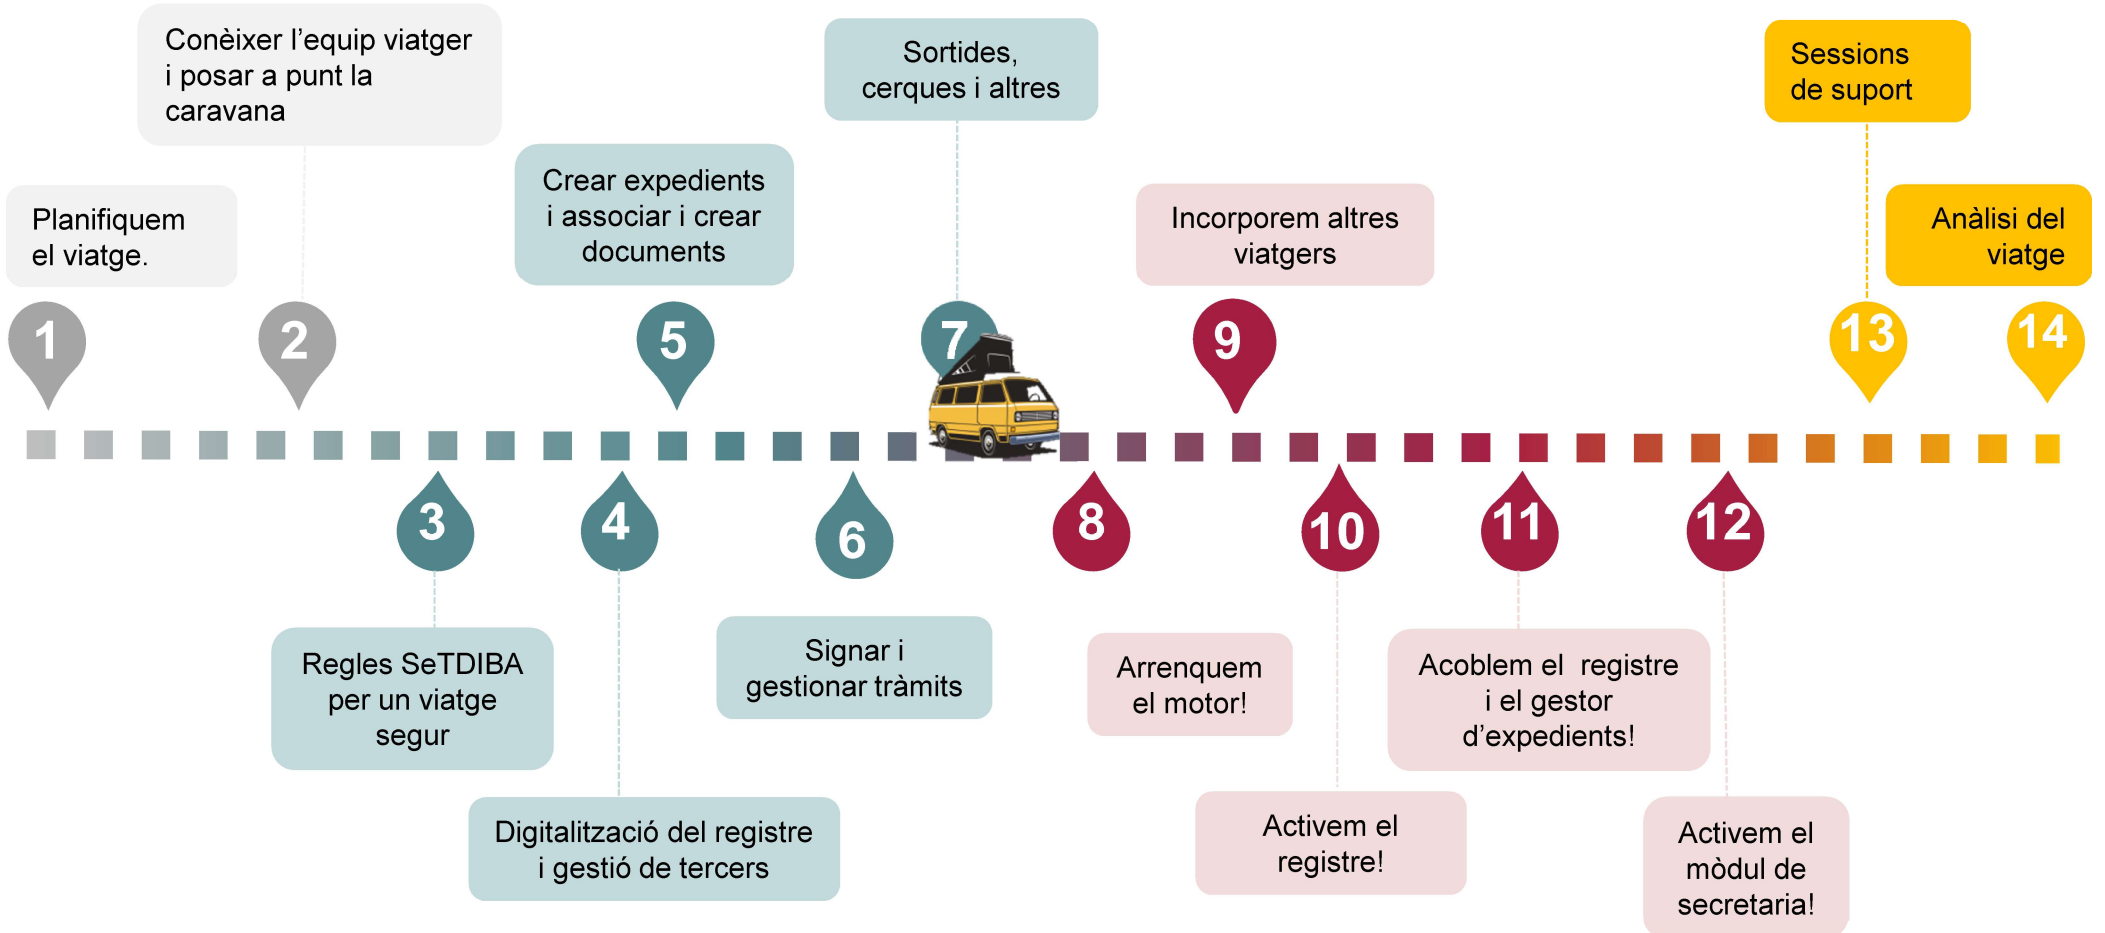 1
Planifiquem
el viatge.
2
Conèixer l’equip viatger
i posar a punt la
caravana
3
Regles SeTDIBA
per un viatge
segur
4
Digitalització del registre
i gestió de tercers
5
Crear expedients
i associar i crear
documents
6
Signar i
gestionar tràmits
7
Sortides,
cerques i altres
8
Arrenquem
el motor!
9
Incorporem altres
viatgers
10
Activem el
registre!
11
Acoblem el  registre
i el gestor
d’expedients!
12
Activem el
mòdul de
secretaria!
13
Sessions
de suport
14
Anàlisi del
viatge